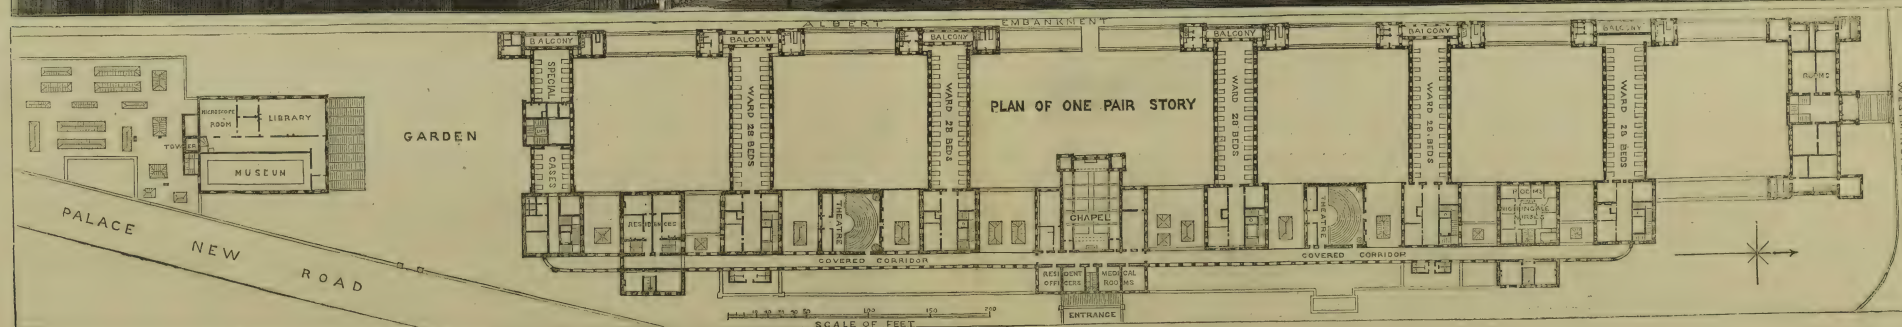 ALBERT EMBANKMENT
BALCONY
BALCONY
BALCONY
BALCONY
BALCONY
BALCONY
SPECIAL
CASES
WARD 28 BEDS
WARD 28 BEDS
PLAN OF ONE PAIR STORY
WARD 28 BEDS
WARD 28 BEDS
WARD 28 BEDS
ROOMS
MICROSCOPE
ROOM
LIBRARY
TOWER
MUSEUM
GARDEN
RESIDENCES
THEATRE
CHAPEL
THEATRE
ROOMS
NIGHTINGALE
COVERED CORRIDOR
COVERED CORRIDOR
RESIDENT
OFFICERS
MEDICAL
ROOMS
ENTRANCE
PALACE NEW ROAD
100 150 200
SCALE OF FEET